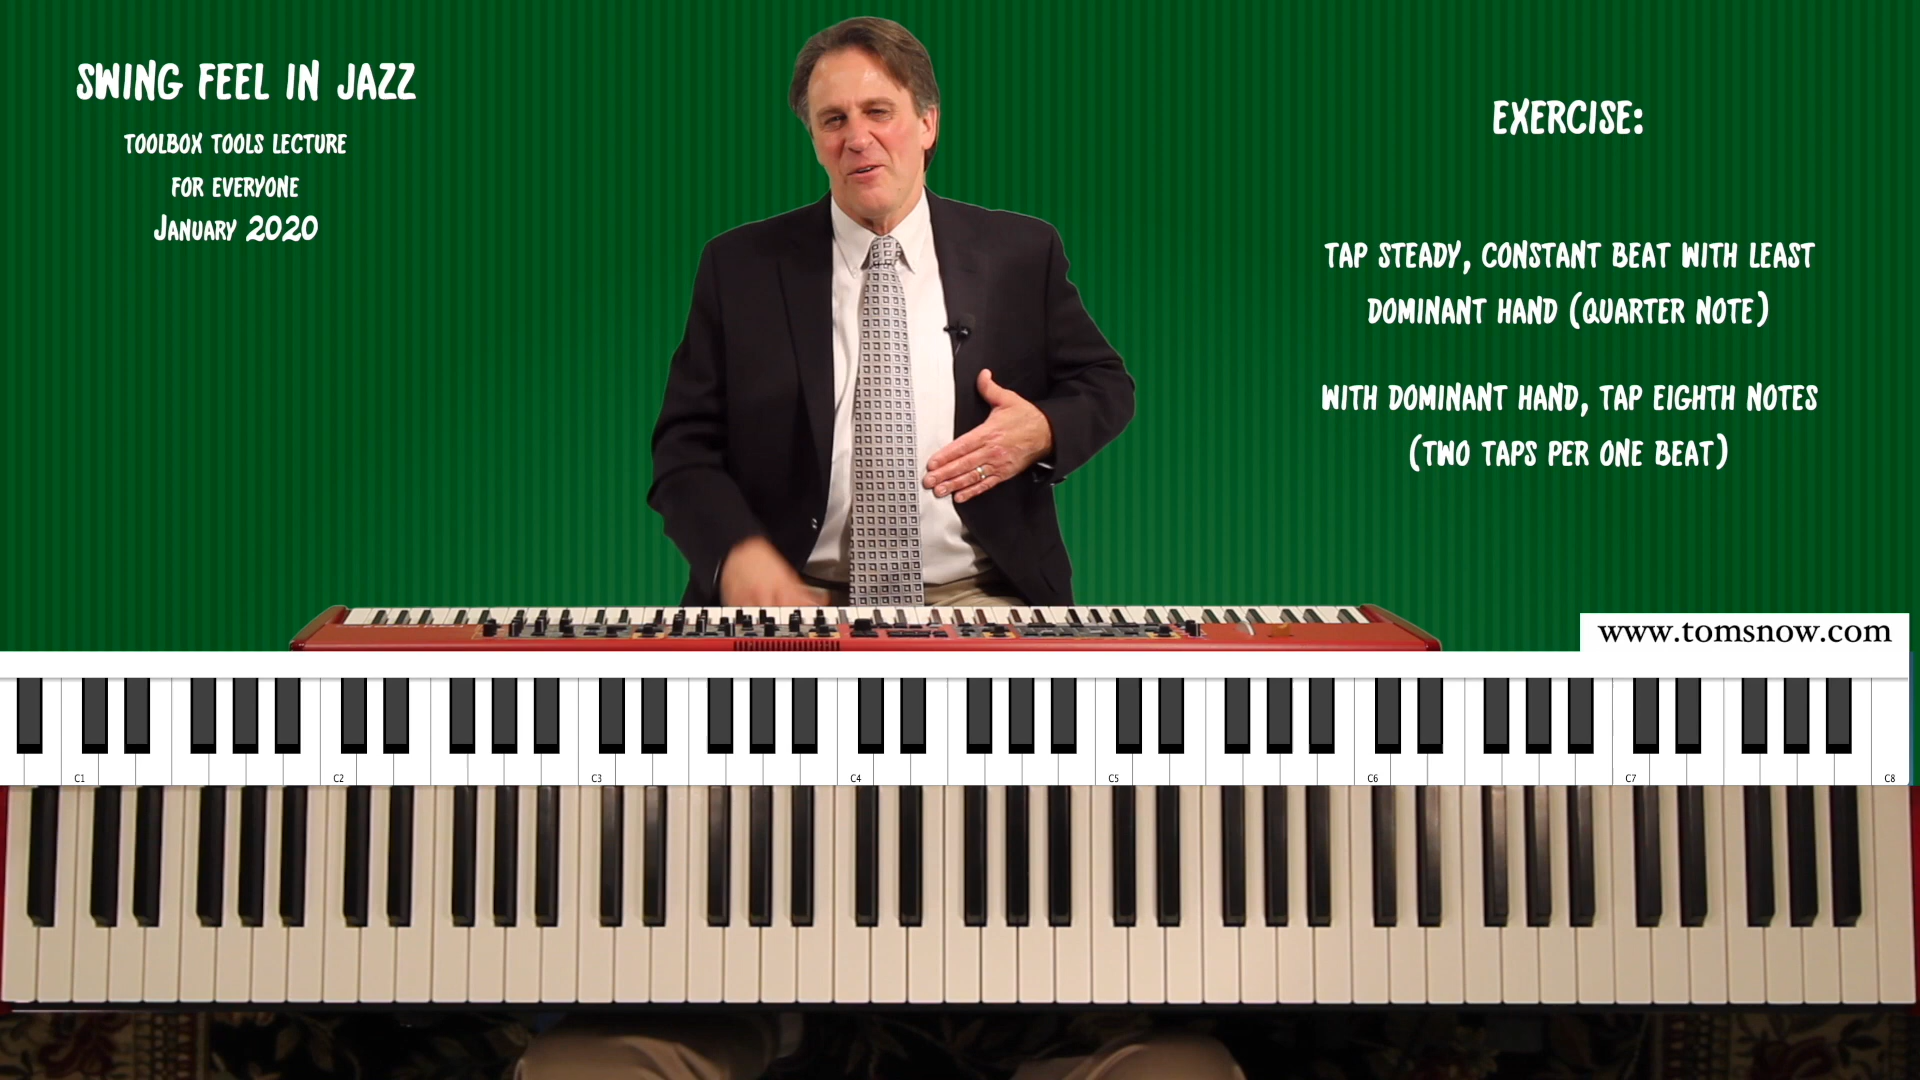 SWING FEEL IN JAZZ
TOOLBOX TOOLS LECTURE
FOR EVERYONE
JANUARY 2020
EXERCISE:
TAP STEADY, CONSTANT BEAT WITH LEAST
DOMINANT HAND (QUARTER NOTE)
WITH DOMINANT HAND, TAP EIGHTH NOTES
(TWO TAPS PER ONE BEAT)
www.tomsnow.com
C1 C2 C3 C4 C5 C6 C7 C8